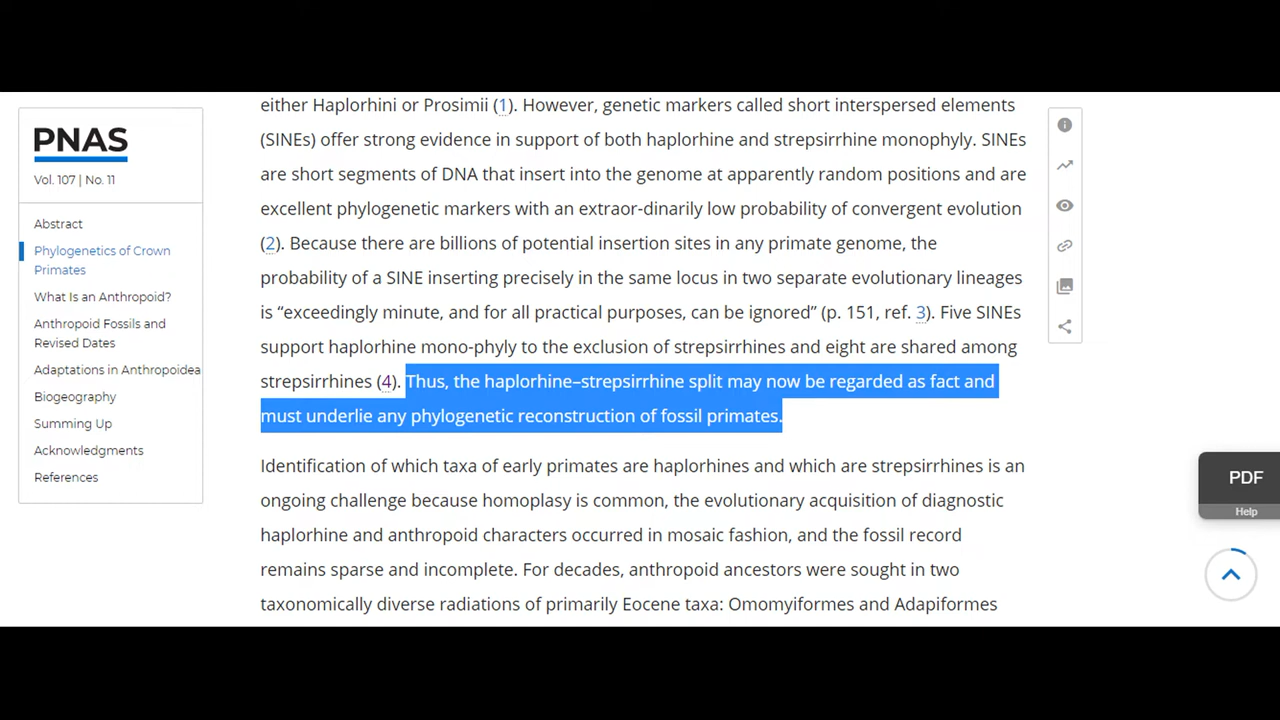 PNAS
Vol. 107 | No. 11
Abstract
Phylogenetics of Crown
Primates
What Is an Anthropoid?
Anthropoid Fossils and
Revised Dates
Adaptations in Anthropoidea
Biogeography
Summing Up
Acknowledgments
References
either Haplorhini or Prosimii (1). However, genetic markers called short interspersed elements
(SINEs) offer strong evidence in support of both haplorhine and strepsirrhine monophyly. SINEs
are short segments of DNA that insert into the genome at apparently random positions and are
excellent phylogenetic markers with an extraor-dinarily low probability of convergent evolution
(2). Because there are billions of potential insertion sites in any primate genome, the
probability of a SINE inserting precisely in the same locus in two separate evolutionary lineages
is “exceedingly minute, and for all practical purposes, can be ignored” (p. 151, ref. 3). Five SINEs
support haplorhine mono-phyly to the exclusion of strepsirrhines and eight are shared among
strepsirrhines (4). Thus, the haplorhine–strepsirrhine split may now be regarded as fact and
must underlie any phylogenetic reconstruction of fossil primates.
Identification of which taxa of early primates are haplorhines and which are strepsirrhines is an
ongoing challenge because homoplasy is common, the evolutionary acquisition of diagnostic
haplorhine and anthropoid characters occurred in mosaic fashion, and the fossil record
remains sparse and incomplete. For decades, anthropoid ancestors were sought in two
taxonomically diverse radiations of primarily Eocene taxa: Omomyiformes and Adapiformes
PDF
Help